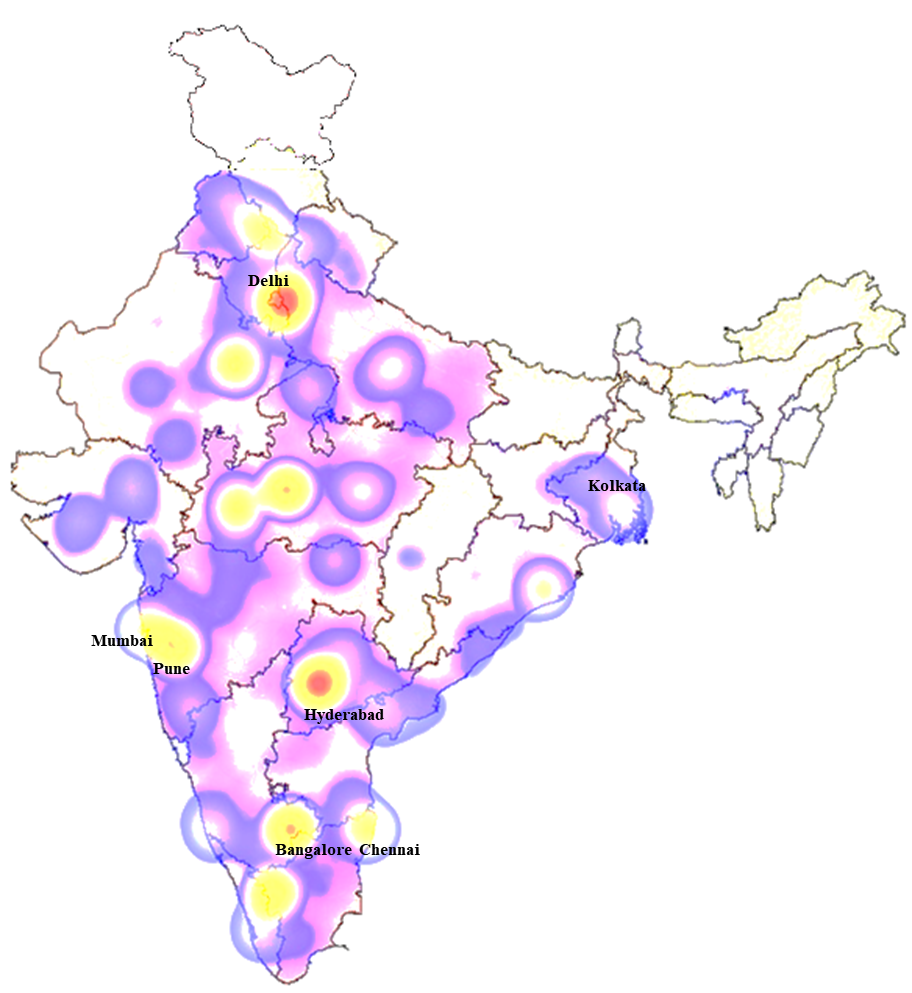 Delhi
Kolkata
Mumbai
Pune
Hyderabad
Bangalore Chennai